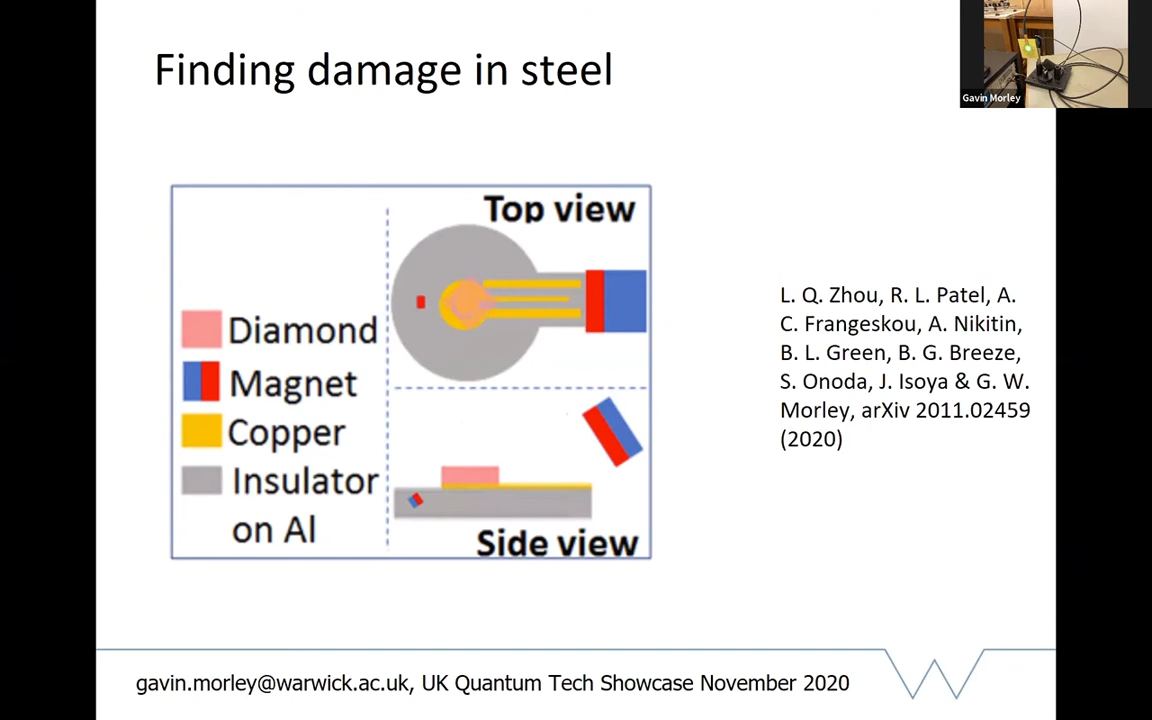 Finding damage in steel
Gavin Morley
Top view
Diamond
Magnet
Copper
Insulator
on Al
Side view
L. Q. Zhou, R. L. Patel, A.
C. Frangeskou, A. Nikitin,
B. L. Green, B. G. Breeze,
S. Onoda, J. Isoya & G. W.
Morley, arXiv 2011.02459
(2020)
gavin.morley@warwick.ac.uk, UK Quantum Tech Showcase November 2020